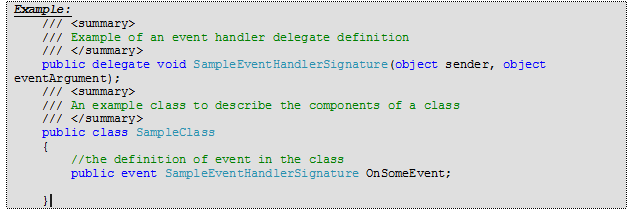 Example:
/// <summary>
/// Example of an event handler delegate definition
/// </summary>
public delegate void SampleEventHandlerSignature(object sender, object
eventArgument);
/// <summary>
/// An example class to describe the components of a class
/// </summary>
public class SampleClass
{
//the definition of event in the class
public event SampleEventHandlerSignature OnSomeEvent;
}